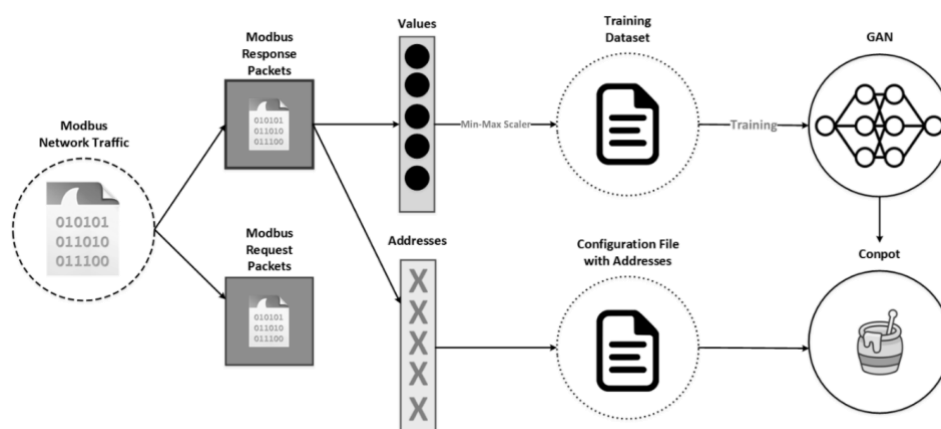 Modbus
Network Traffic
010101
011010
011100
Modbus
Response
Packets
010101
011010
011100
Modbus
Request
Packets
010101
011010
011100
Values
Min-Max Scaler
Addresses
X
X
X
X
X
Training
Dataset
Training
Configuration File
with Addresses
GAN
Conpot